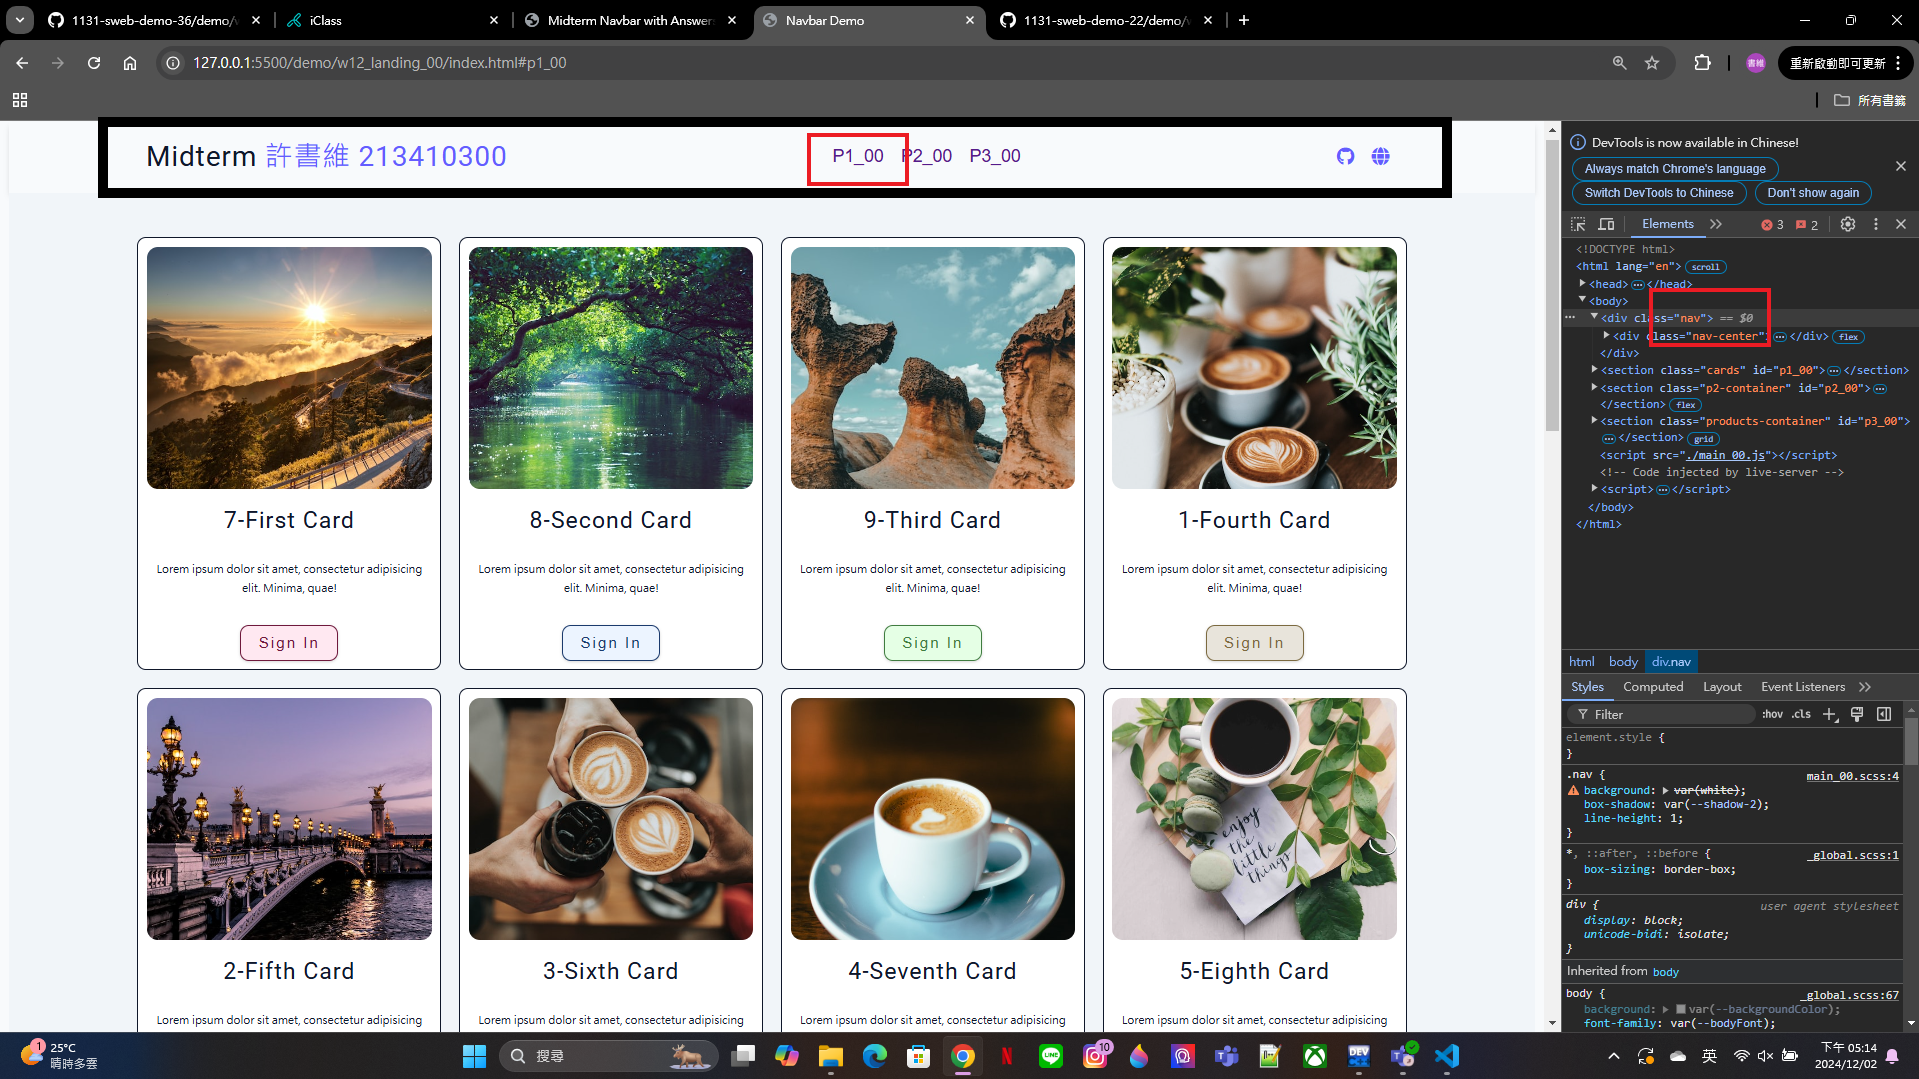 1131-sweb-demo-36/demo/w
iClass
Midterm Navbar with Answer
Navbar Demo
1131-sweb-demo-22/demo/w
127.0.0.1:5500/demo/w12_landing_00/index.html#p1_00
書維
重新啟動即可更新
所有書籤
Midterm 許書維 213410300
P1_00 P2_00 P3_00
7-First Card
Lorem ipsum dolor sit amet, consectetur adipisicing
elit. Minima, quae!
Sign In
8-Second Card
Lorem ipsum dolor sit amet, consectetur adipisicing
elit. Minima, quae!
Sign In
9-Third Card
Lorem ipsum dolor sit amet, consectetur adipisicing
elit. Minima, quae!
Sign In
1-Fourth Card
Lorem ipsum dolor sit amet, consectetur adipisicing
elit. Minima, quae!
Sign In
enjoy
the
little
things
2-Fifth Card
Lorem ipsum dolor sit amet, consectetur adipisicing
3-Sixth Card
Lorem ipsum dolor sit amet, consectetur adipisicing
4-Seventh Card
Lorem ipsum dolor sit amet, consectetur adipisicing
5-Eighth Card
Lorem ipsum dolor sit amet, consectetur adipisicing
DevTools is now available in Chinese!
Always match Chrome's language
Switch DevTools to Chinese
Don't show again
Elements 3 2
<!DOCTYPE html>
<html lang="en"> scroll
<head> ⋯ </head>
<body>
<div class="nav"> == $0
<div class="nav-center"> ⋯ </div> flex
</div>
<section class="cards" id="p1_00"> ⋯ </section>
<section class="p2-container" id="p2_00"> ⋯
</section> flex
<section class="products-container" id="p3_00">
⋯ </section> grid
<script src="./main_00.js"></script>
<!-- Code injected by live-server -->
<script> ⋯ </script>
</body>
</html>
html body div.nav
Styles Computed Layout Event Listeners
Filter :hov .cls
element.style {
}
.nav { main_00.scss:4
background: var(white);
box-shadow: var(--shadow-2);
line-height: 1;
}
*, ::after, ::before { _global.scss:1
box-sizing: border-box;
}
div { user agent stylesheet
display: block;
unicode-bidi: isolate;
}
Inherited from body
body { _global.scss:67
background: var(--backgroundColor);
font-family: var(--bodyFont);
1
25°C
晴時多雲
搜尋
LINE
10
DEV
英
下午 05:14
2024/12/02